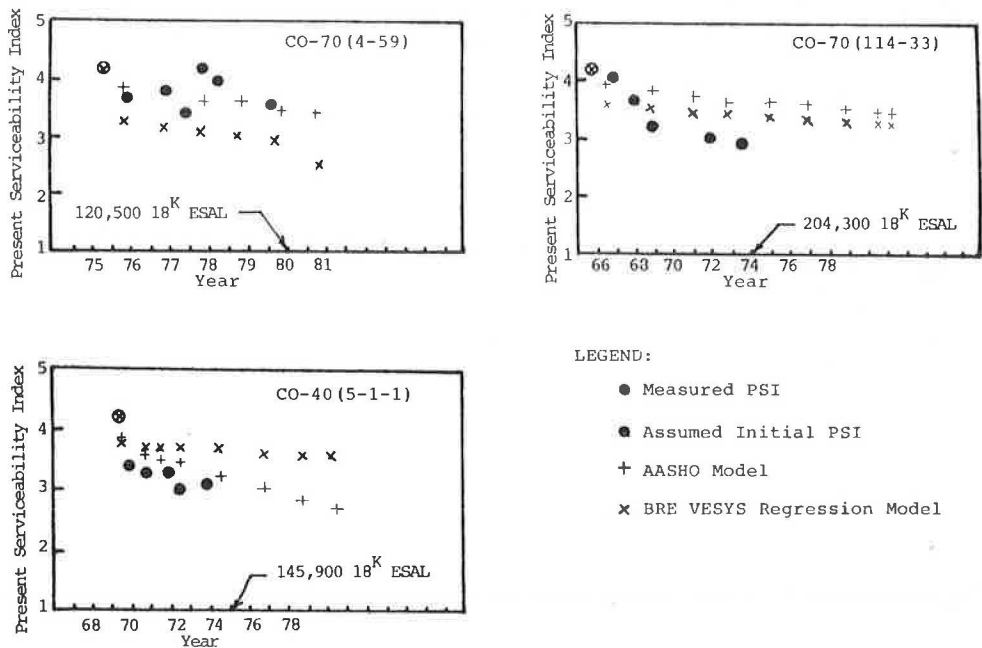 Present Serviceability Index
5
4
3
2
1
CO-70(4-59)
120,500 18K ESAL
75 76 77 78 79 80 81
Year
Present Serviceability Index
5
4
3
2
1
CO-70(114-33)
204,300 18K ESAL
66 63 70 72 74 76 78
Year
Present Serviceability Index
5
4
3
2
1
CO-40(5-1-1)
145,900 18K ESAL
68 70 72 74 76 78
Year
LEGEND:
Measured PSI
Assumed Initial PSI
+ AASHO Model
x BRE VESYS Regression Model